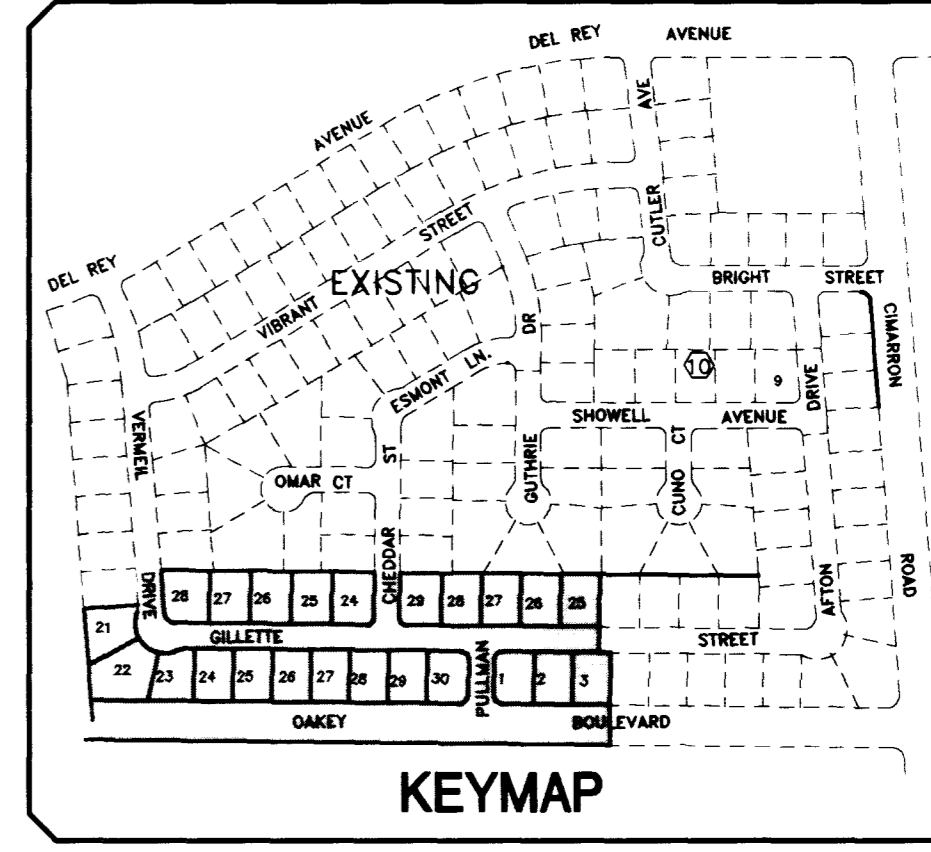 DEL REY AVENUE
AVENUE
AVE
CUTLER
STREET
DEL REY
EXISTING
BRIGHT STREET
VIBRANT
DR
CIMARRON
ESMONT LN.
10
9
DRIVE
SHOWELL AVENUE
VERMEIL
ST
CT
OMAR CT
GUTHRIE
CUNO
CHEDDAR
DRIVE
AFTON
ROAD
28 27 26 25 24 29 28 27 26 25
21
GILLETTE STREET
22 23 24 25 26 27 28 29 30 PULLMAN 1 2 3
OAKEY BOULEVARD
KEYMAP